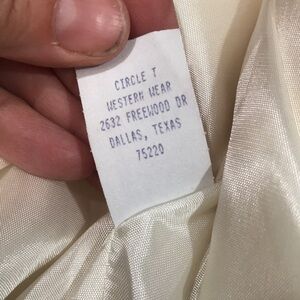 CIRCLE T
WESTERN WEAR
2632 FREEWOOD DR
DALLAS, TEXAS
75220